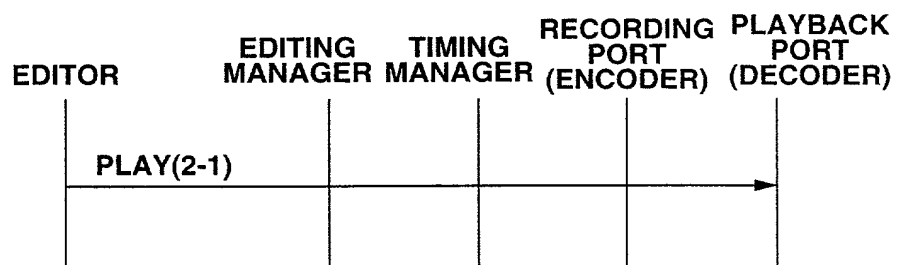 EDITOR
EDITING
MANAGER
TIMING
MANAGER
RECORDING
PORT
(ENCODER)
PLAYBACK
PORT
(DECODER)
PLAY(2-1)